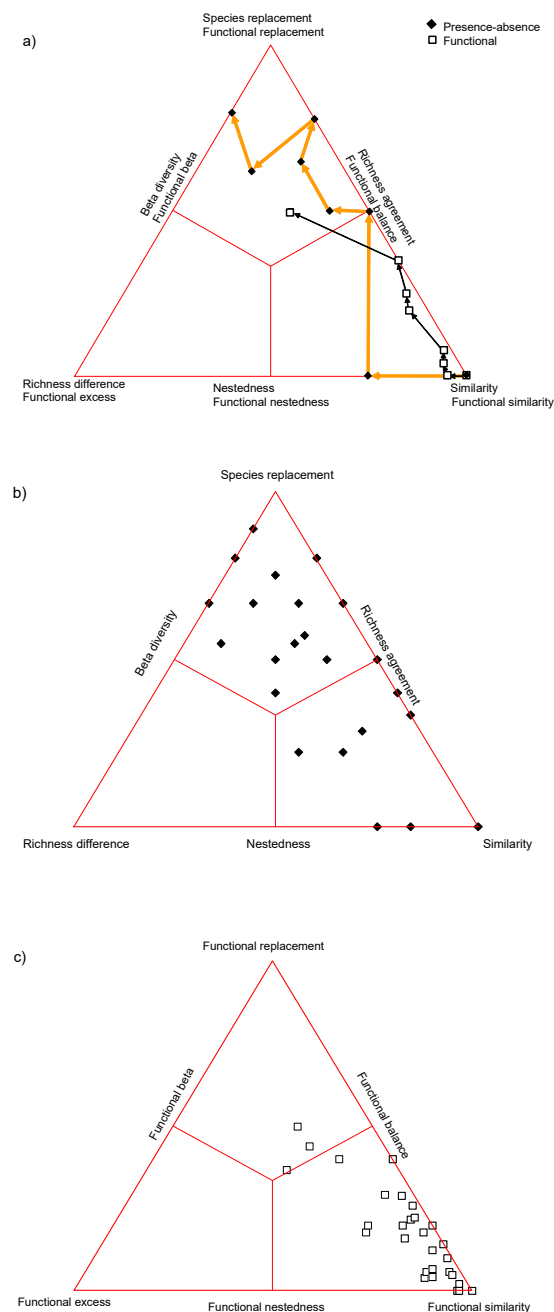 a)
Species replacement
Functional replacement
Presence-absence
Functional
Beta diversity
Functional beta
Richness agreement
Functional balance
Richness difference
Functional excess
Nestedness
Functional nestedness
Similarity
Functional similarity
b)
Species replacement
Beta diversity
Richness agreement
Richness difference
Nestedness
Similarity
c)
Functional replacement
Functional beta
Functional balance
Functional excess
Functional nestedness
Functional similarity